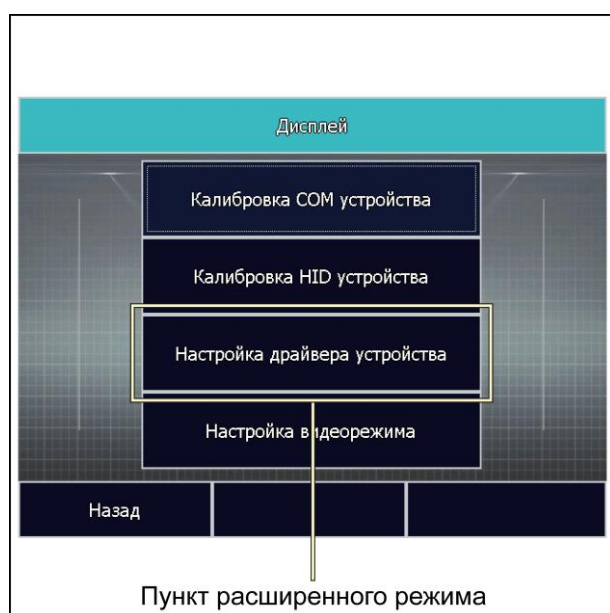 Дисплей
Калибровка COM устройства
Калибровка HID устройства
Настройка драйвера устройства
Настройка видеорежима
Назад
Пункт расширенного режима